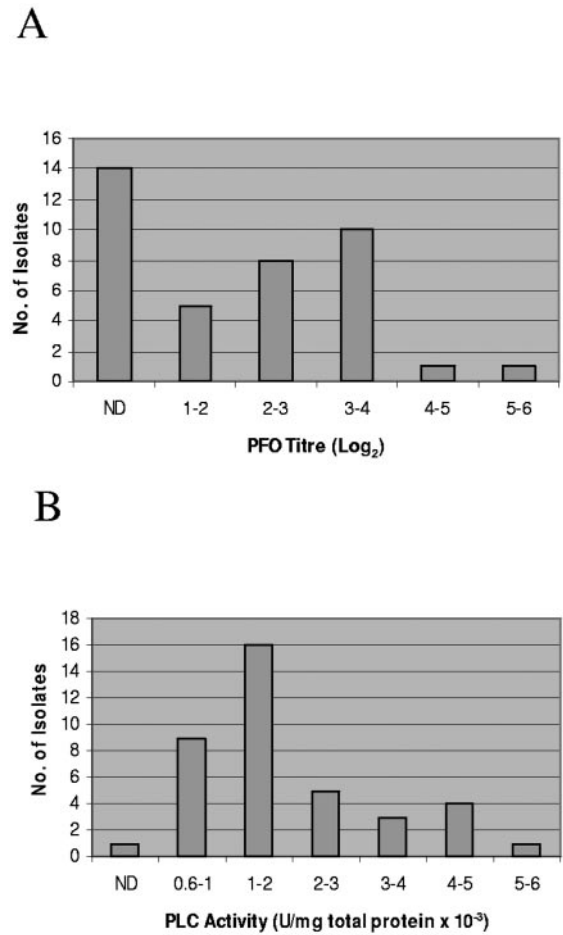 A
16
14
12
10
8
6
4
2
0
No. of Isolates
ND 1-2 2-3 3-4 4-5 5-6
PFO Titre (Log₂)
B
18
16
14
12
10
8
6
4
2
0
No. of Isolates
ND 0.6-1 1-2 2-3 3-4 4-5 5-6
PLC Activity (U/mg total protein x 10⁻³)